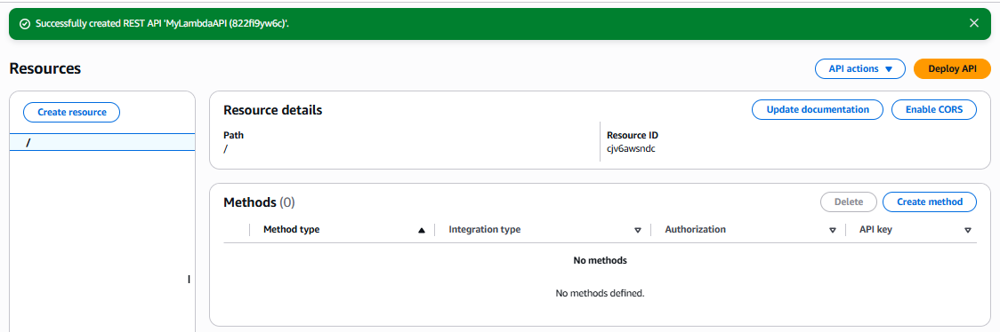 Successfully created REST API 'MyLambdaAPI (822fi9yw6c)'.
Resources
API actions
Deploy API
Create resource
/
Resource details
Update documentation
Enable CORS
Path
/
Resource ID
cjv6awsndc
Methods (0)
Delete
Create method
Method type
Integration type
Authorization
API key
No methods
No methods defined.